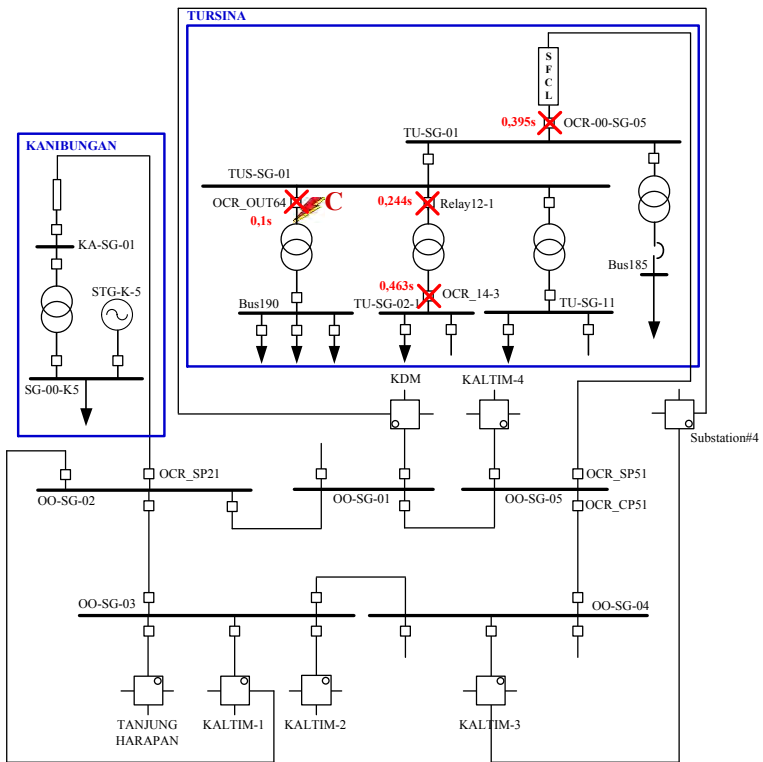 TURSINA
S
F
C
L
0,395s
OCR-00-SG-05
TU-SG-01
KANIBUNGAN
TUS-SG-01
OCR_OUT64
C
0,244s
Relay12-1
0,1s
KA-SG-01
Bus185
0,463s
OCR_14-3
STG-K-5
Bus190
TU-SG-02-1
TU-SG-11
SG-00-K5
KDM
KALTIM-4
Substation#4
OCR_SP21
OCR_SP51
OO-SG-02
OO-SG-01
OO-SG-05
OCR_CP51
OO-SG-03
OO-SG-04
TANJUNG
HARAPAN
KALTIM-1
KALTIM-2
KALTIM-3